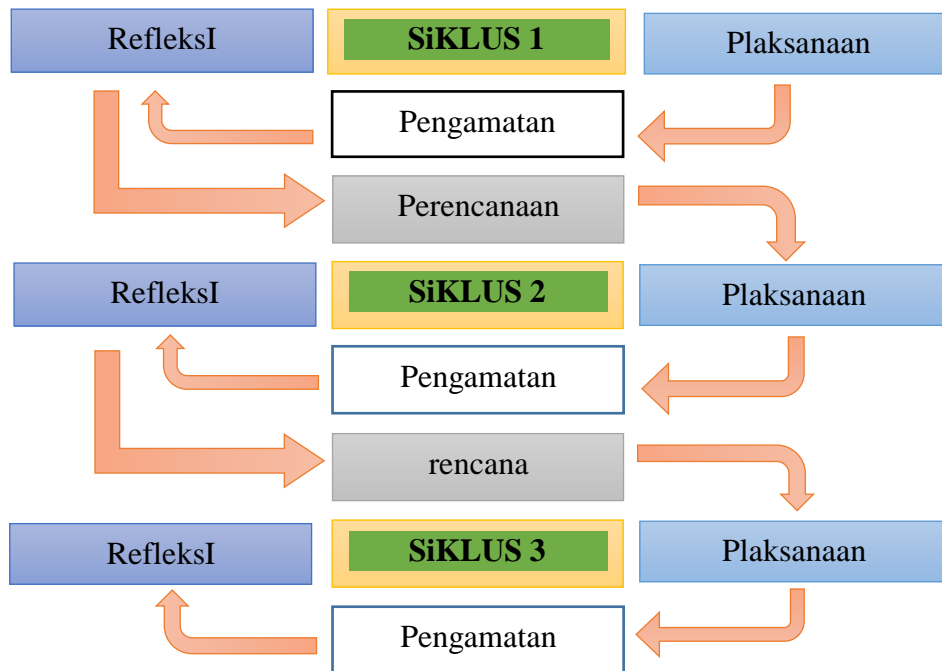 RefleksI
SiKLUS 1
Plaksanaan
Pengamatan
Perencanaan
RefleksI
SiKLUS 2
Plaksanaan
Pengamatan
rencana
RefleksI
SiKLUS 3
Plaksanaan
Pengamatan